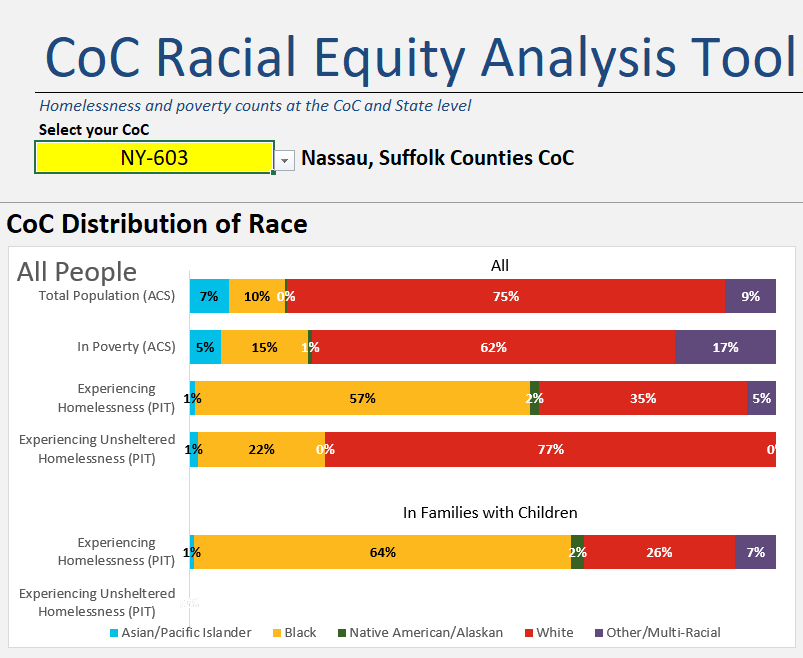 CoC Racial Equity Analysis Tool
Homelessness and poverty counts at the CoC and State level
Select your CoC
NY-603
Nassau, Suffolk Counties CoC
CoC Distribution of Race
All People
All
Total Population (ACS)
7% 10% 0% 75% 9%
In Poverty (ACS)
5% 15% 1% 62% 17%
Experiencing
Homelessness (PIT)
1% 57% 2% 35% 5%
Experiencing Unsheltered
Homelessness (PIT)
1% 22% 0% 77% 0
In Families with Children
Experiencing
Homelessness (PIT)
1% 64% 2% 26% 7%
Experiencing Unsheltered
Homelessness (PIT)
Asian/Pacific Islander Black Native American/Alaskan White Other/Multi-Racial